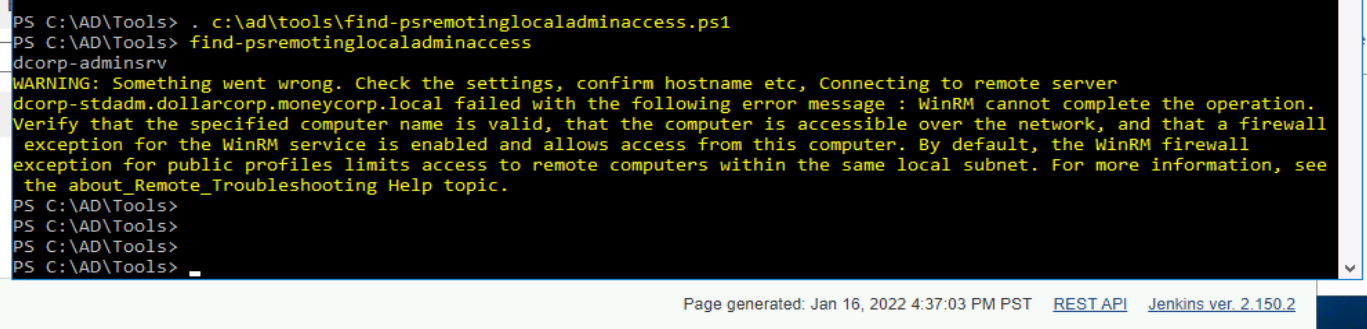 PS C:\AD\Tools> . c:\ad\tools\find-psremotinglocaladminaccess.ps1
PS C:\AD\Tools> find-psremotinglocaladminaccess
dcorp-adminsrv
WARNING: Something went wrong. Check the settings, confirm hostname etc, Connecting to remote server
dcorp-stdadm.dollarcorp.moneycorp.local failed with the following error message : WinRM cannot complete the operation.
Verify that the specified computer name is valid, that the computer is accessible over the network, and that a firewall
exception for the WinRM service is enabled and allows access from this computer. By default, the WinRM firewall
exception for public profiles limits access to remote computers within the same local subnet. For more information, see
the about_Remote_Troubleshooting Help topic.
PS C:\AD\Tools>
PS C:\AD\Tools>
PS C:\AD\Tools>
PS C:\AD\Tools>
Page generated: Jan 16, 2022 4:37:03 PM PST REST API Jenkins ver. 2.150.2